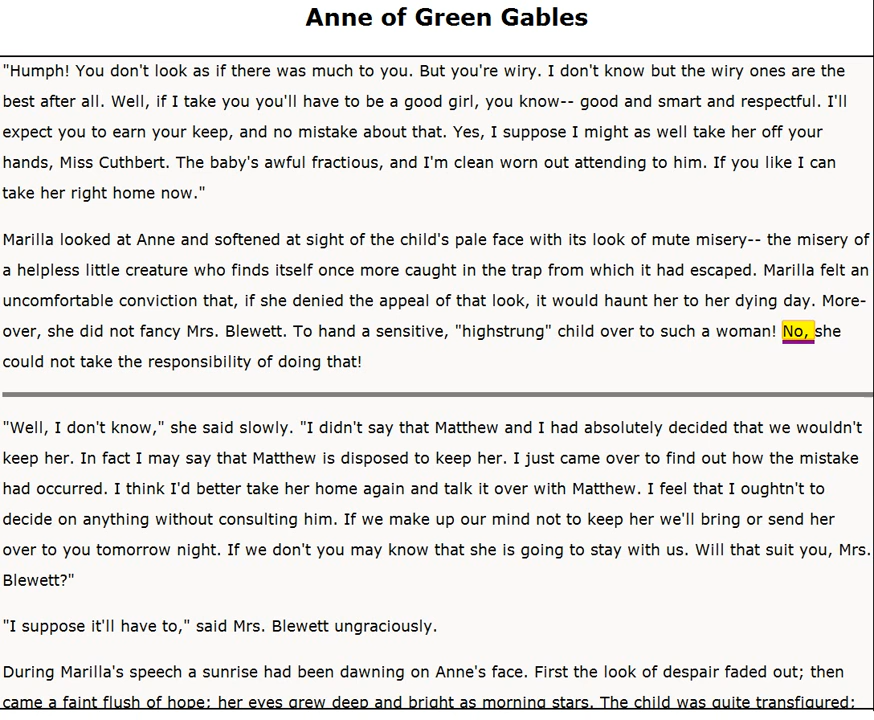 Anne of Green Gables
"Humph! You don't look as if there was much to you. But you're wiry. I don't know but the wiry ones are the
best after all. Well, if I take you you'll have to be a good girl, you know-- good and smart and respectful. I'll
expect you to earn your keep, and no mistake about that. Yes, I suppose I might as well take her off your
hands, Miss Cuthbert. The baby's awful fractious, and I'm clean worn out attending to him. If you like I can
take her right home now."
Marilla looked at Anne and softened at sight of the child's pale face with its look of mute misery-- the misery of
a helpless little creature who finds itself once more caught in the trap from which it had escaped. Marilla felt an
uncomfortable conviction that, if she denied the appeal of that look, it would haunt her to her dying day. More-
over, she did not fancy Mrs. Blewett. To hand a sensitive, "highstrung" child over to such a woman! No, she
could not take the responsibility of doing that!
"Well, I don't know," she said slowly. "I didn't say that Matthew and I had absolutely decided that we wouldn't
keep her. In fact I may say that Matthew is disposed to keep her. I just came over to find out how the mistake
had occurred. I think I'd better take her home again and talk it over with Matthew. I feel that I oughtn't to
decide on anything without consulting him. If we make up our mind not to keep her we'll bring or send her
over to you tomorrow night. If we don't you may know that she is going to stay with us. Will that suit you, Mrs.
Blewett?"
"I suppose it'll have to," said Mrs. Blewett ungraciously.
During Marilla's speech a sunrise had been dawning on Anne's face. First the look of despair faded out; then
came a faint flush of hope; her eyes grew deep and bright as morning stars. The child was quite transfigured;